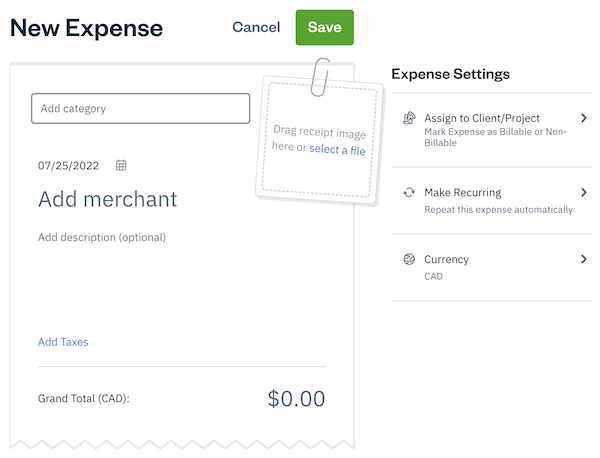 New Expense
Cancel
Save
Add category
Drag receipt image
here or select a file
07/25/2022
Add merchant
Add description (optional)
Add Taxes
Grand Total (CAD):
$0.00
Expense Settings
Assign to Client/Project
Mark Expense as Billable or Non-
Billable
Make Recurring
Repeat this expense automatically
Currency
CAD